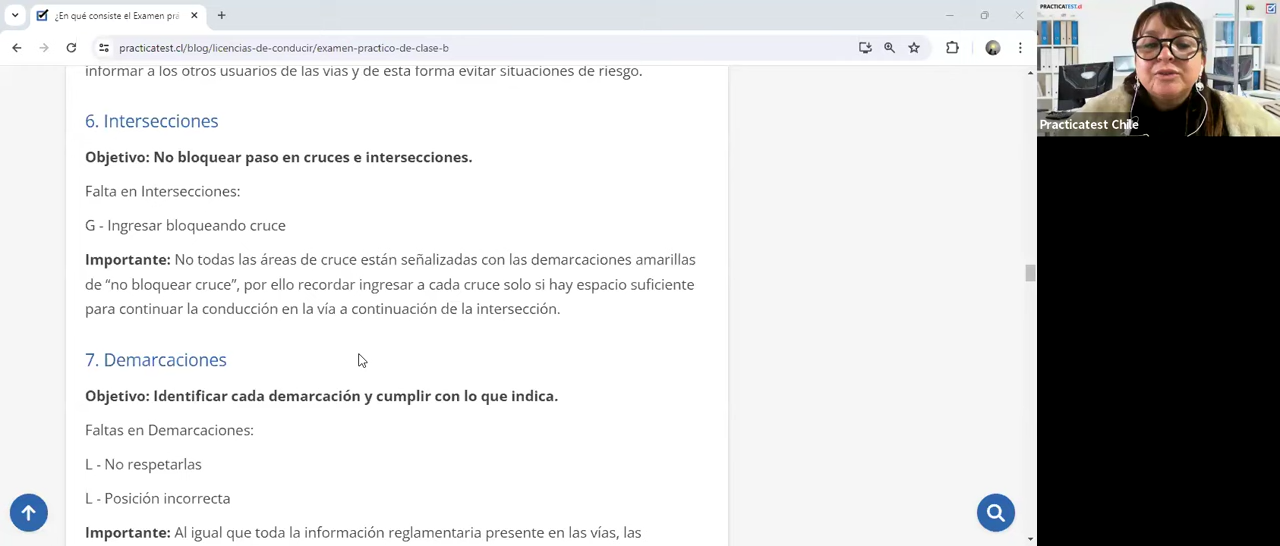 ¿En qué consiste el Examen prá
practicatest.cl/blog/licencias-de-conducir/examen-practico-de-clase-b
informar a los otros usuarios de las vías y de esta forma evitar situaciones de riesgo.
6. Intersecciones
Objetivo: No bloquear paso en cruces e intersecciones.
Falta en Intersecciones:
G - Ingresar bloqueando cruce
Importante: No todas las áreas de cruce están señalizadas con las demarcaciones amarillas
de “no bloquear cruce”, por ello recordar ingresar a cada cruce solo si hay espacio suficiente
para continuar la conducción en la vía a continuación de la intersección.
7. Demarcaciones
Objetivo: Identificar cada demarcación y cumplir con lo que indica.
Faltas en Demarcaciones:
L - No respetarlas
L - Posición incorrecta
Importante: Al igual que toda la información reglamentaria presente en las vías, las
PRACTICATEST.cl
Practicatest Chile